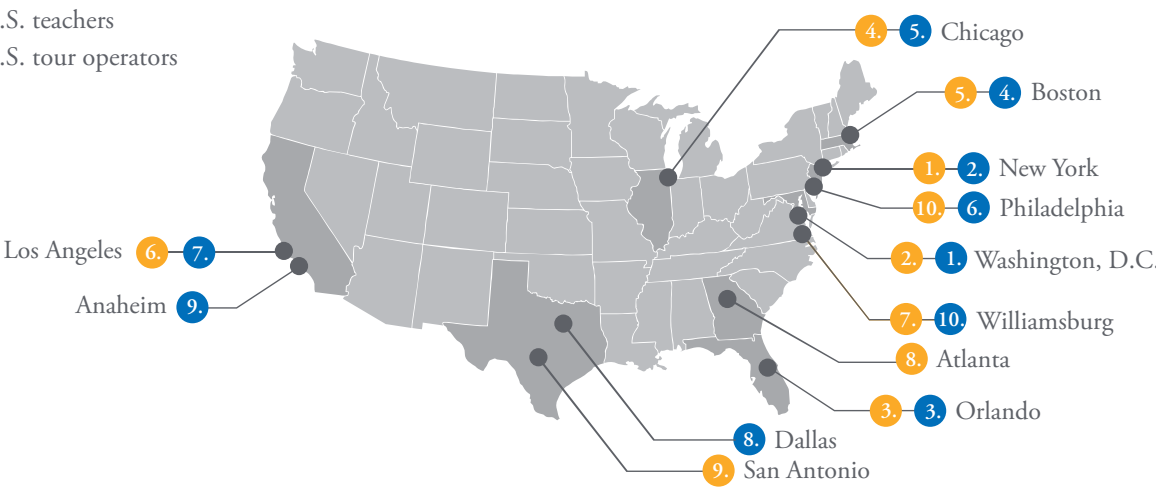 .S. teachers
.S. tour operators
4. 5. Chicago
5. 4. Boston
1. 2. New York
10. 6. Philadelphia
Los Angeles 6. 7.
2. 1. Washington, D.C.
Anaheim 9.
7. 10. Williamsburg
8. Atlanta
3. 3. Orlando
8. Dallas
9. San Antonio